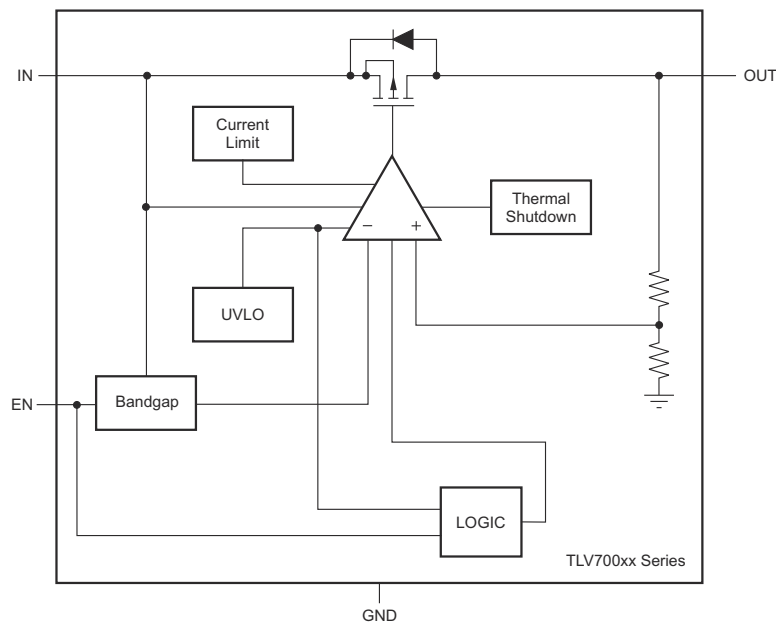 IN
OUT
Current
Limit
Thermal
Shutdown
− +
UVLO
EN
Bandgap
LOGIC
TLV700xx Series
GND